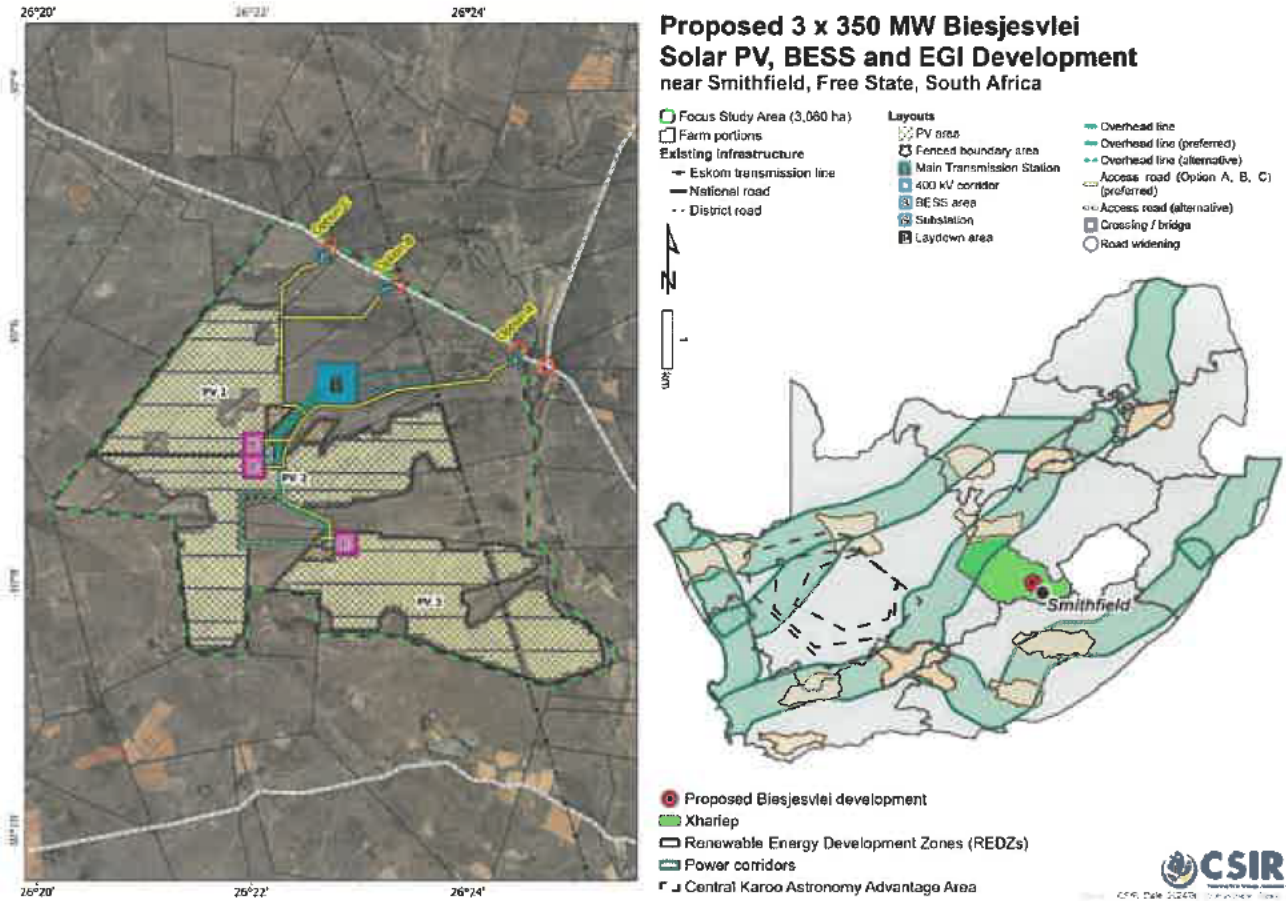 26°20'
26°22'
26°24'
Proposed 3 x 350 MW Biesjesvlei
Solar PV, BESS and EGI Development
near Smithfield, Free State, South Africa
Focus Study Area (3,060 ha)
Farm portions
Existing infrastructure
Eskom transmission line
National road
District road
Layouts
PV area
Fenced boundary area
Main Transmission Station
400 kV corridor
BESS area
Substation
Laydown area
Overhead line
Overhead line (preferred)
Overhead line (alternative)
Access road (Option A, B, C)
(preferred)
Access road (alternative)
Crossing / bridge
Road widening
N
1
km
Option B
Option A
PV 1
PV 2
PV 3
Smithfield
Proposed Biesjesvlei development
Xhariep
Renewable Energy Development Zones (REDZs)
Power corridors
Central Karoo Astronomy Advantage Area
26°20'
26°22'
26°24'
CSIR